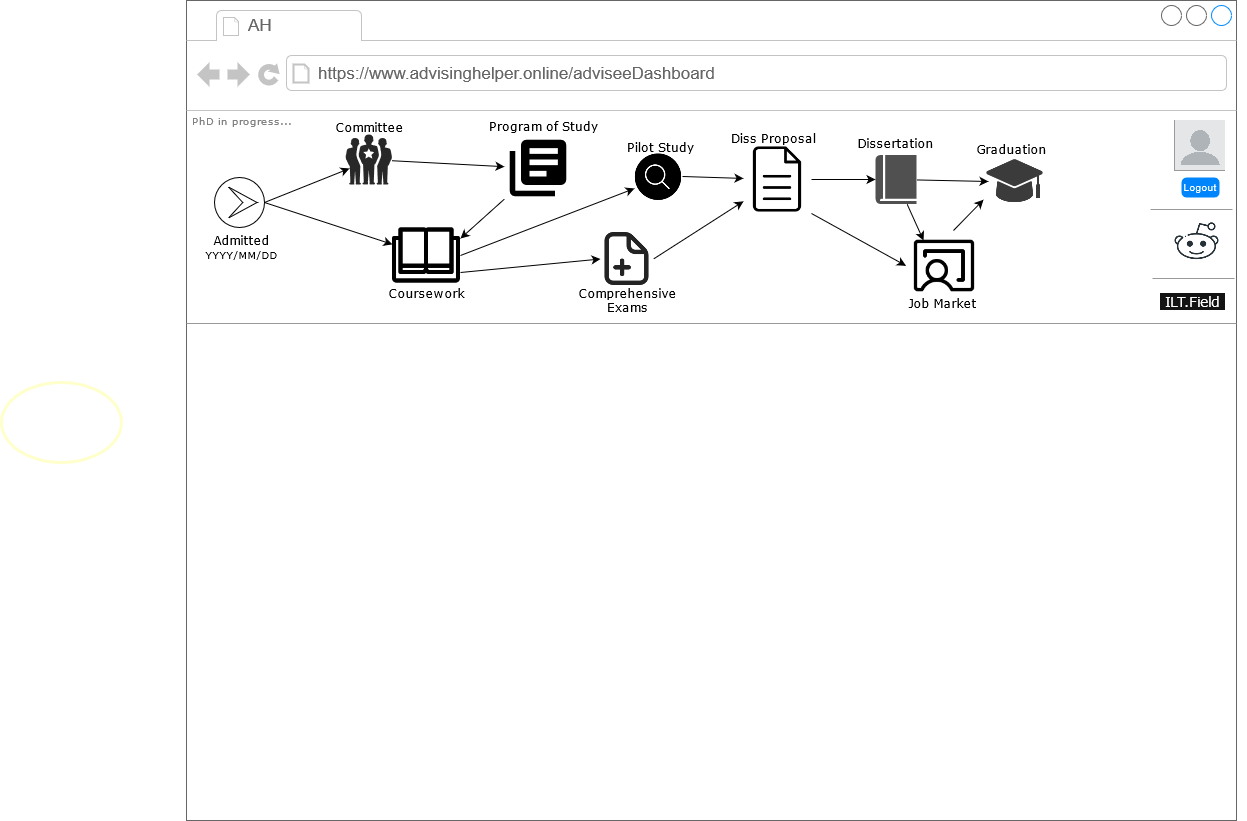 AH
https://www.advisinghelper.online/adviseeDashboard
PhD in progress...
Committee
Program of Study
Pilot Study
Diss Proposal
Dissertation
Graduation
Logout
Admitted
YYYY/MM/DD
Coursework
Comprehensive
Exams
Job Market
ILT.Field